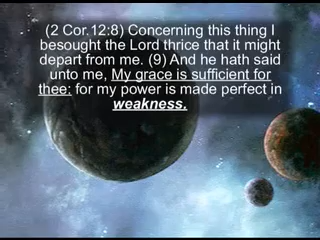 (2 Cor.12:8) Concerning this thing I
besought the Lord thrice that it might
depart from me. (9) And he hath said
unto me, My grace is sufficient for
thee: for my power is made perfect in
weakness.